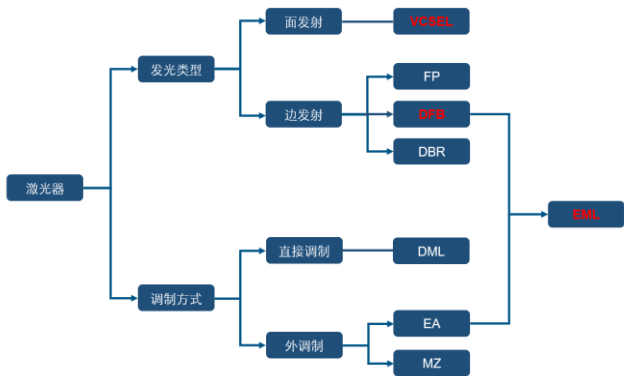 面发射
VCSEL
发光类型
FP
边发射
DFB
DBR
激光器
EML
直接调制
DML
调制方式
EA
外调制
MZ